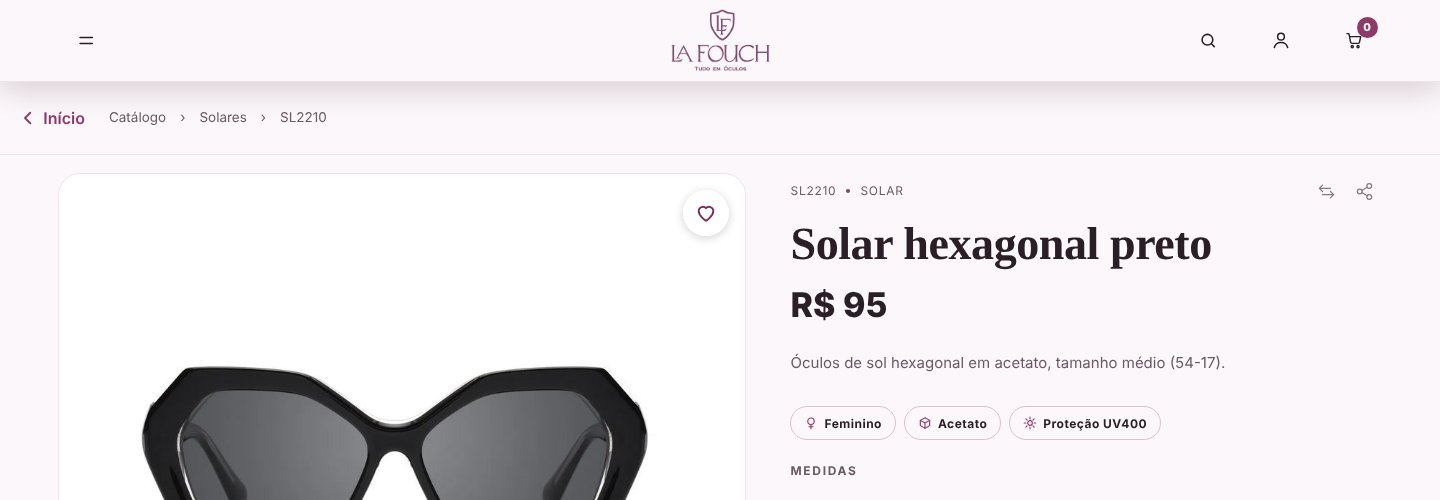 LF
LA FOUCH
TUDO EM ÓCULOS
0
Início
Catálogo › Solares › SL2210
SL2210 • SOLAR
Solar hexagonal preto
R$ 95
Óculos de sol hexagonal em acetato, tamanho médio (54-17).
Feminino
Acetato
Proteção UV400
MEDIDAS